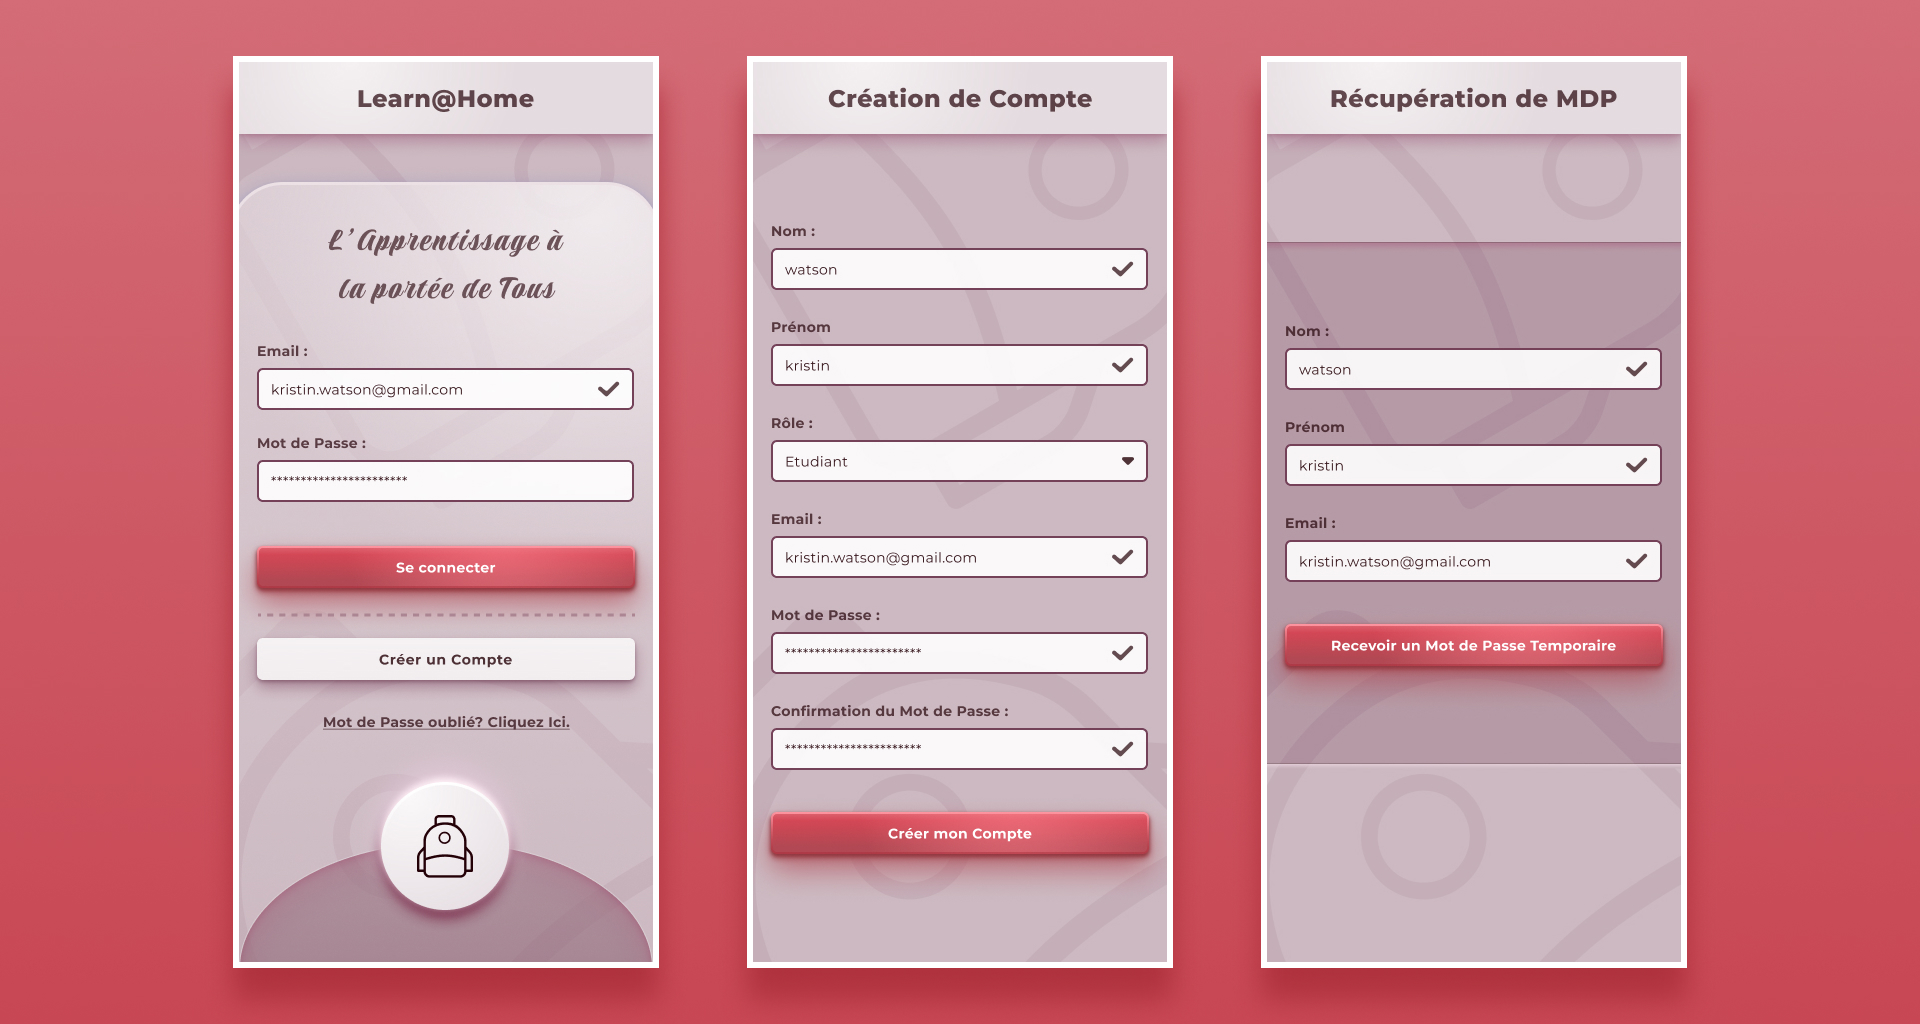 Learn@Home
L'Apprentissage à
la portée de Tous
Email :
kristin.watson@gmail.com
Mot de Passe :
***********************
Se connecter
Créer un Compte
Mot de Passe oublié? Cliquez Ici.
Création de Compte
Nom :
watson
Prénom
kristin
Rôle :
Etudiant
Email :
kristin.watson@gmail.com
Mot de Passe :
***********************
Confirmation du Mot de Passe :
***********************
Créer mon Compte
Récupération de MDP
Nom :
watson
Prénom
kristin
Email :
kristin.watson@gmail.com
Recevoir un Mot de Passe Temporaire